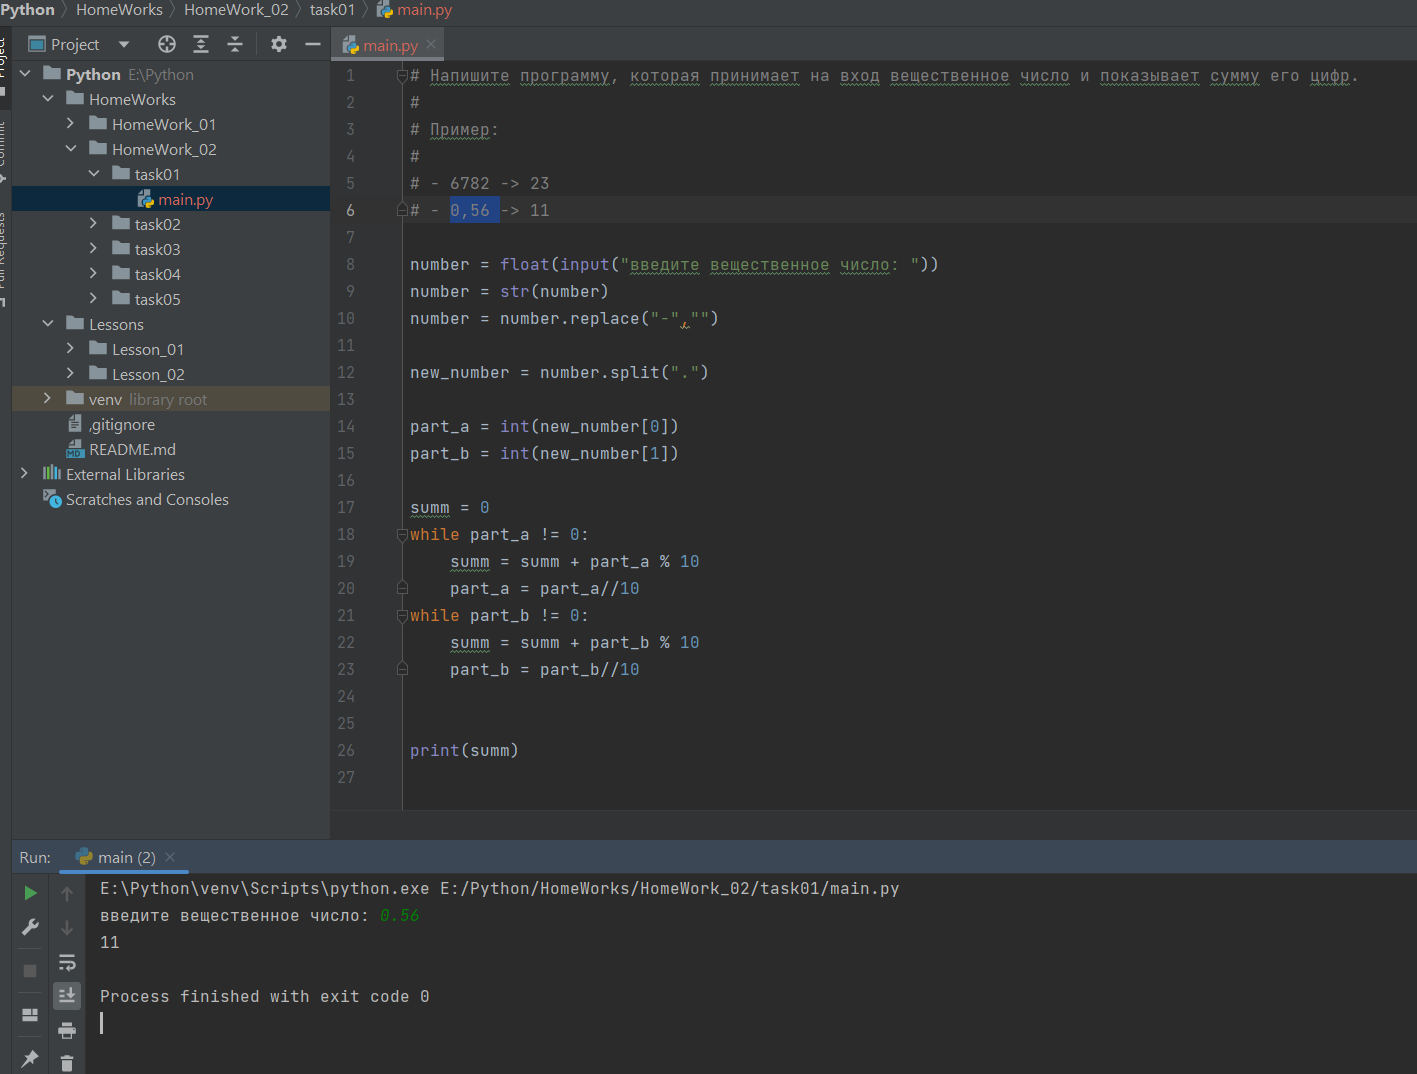 Python > HomeWorks > HomeWork_02 > task01 > main.py
Project
main.py ×
Project
Commit
Pull Requests
Python E:\Python
HomeWorks
HomeWork_01
HomeWork_02
task01
main.py
task02
task03
task04
task05
Lessons
Lesson_01
Lesson_02
venv library root
,gitignore
README.md
External Libraries
Scratches and Consoles
1 # Напишите программу, которая принимает на вход вещественное число и показывает сумму его цифр.
2 #
3 # Пример:
4 #
5 # - 6782 -> 23
6 # - 0,56 -> 11
7
8 number = float(input("введите вещественное число: "))
9 number = str(number)
10 number = number.replace("-","")
11
12 new_number = number.split(".")
13
14 part_a = int(new_number[0])
15 part_b = int(new_number[1])
16
17 summ = 0
18 while part_a != 0:
19 summ = summ + part_a % 10
20 part_a = part_a//10
21 while part_b != 0:
22 summ = summ + part_b % 10
23 part_b = part_b//10
24
25
26 print(summ)
27
Run: main (2) ×
E:\Python\venv\Scripts\python.exe E:/Python/HomeWorks/HomeWork_02/task01/main.py
введите вещественное число: 0.56
11
Process finished with exit code 0